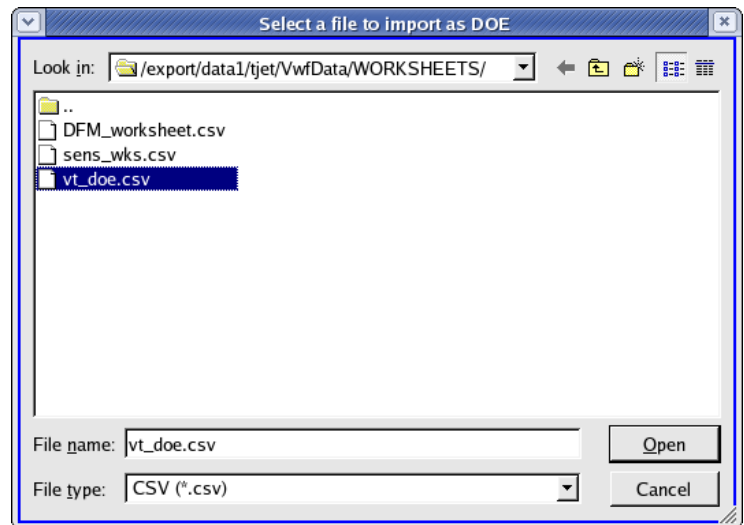 Select a file to import as DOE
Look in: /export/data1/tjet/VwfData/WORKSHEETS/
..
DFM_worksheet.csv
sens_wks.csv
vt_doe.csv
File name: vt_doe.csv
Open
File type: CSV (*.csv)
Cancel